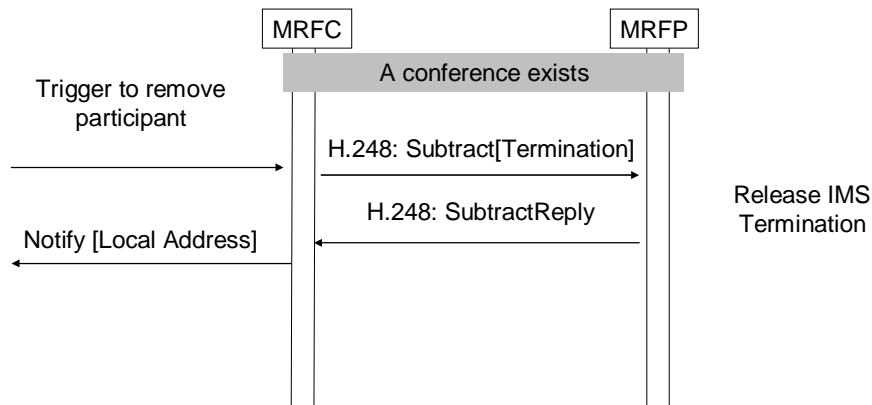 MRFC
MRFP
A conference exists
Trigger to remove
participant
H.248: Subtract[Termination]
H.248: SubtractReply
Release IMS
Termination
Notify [Local Address]